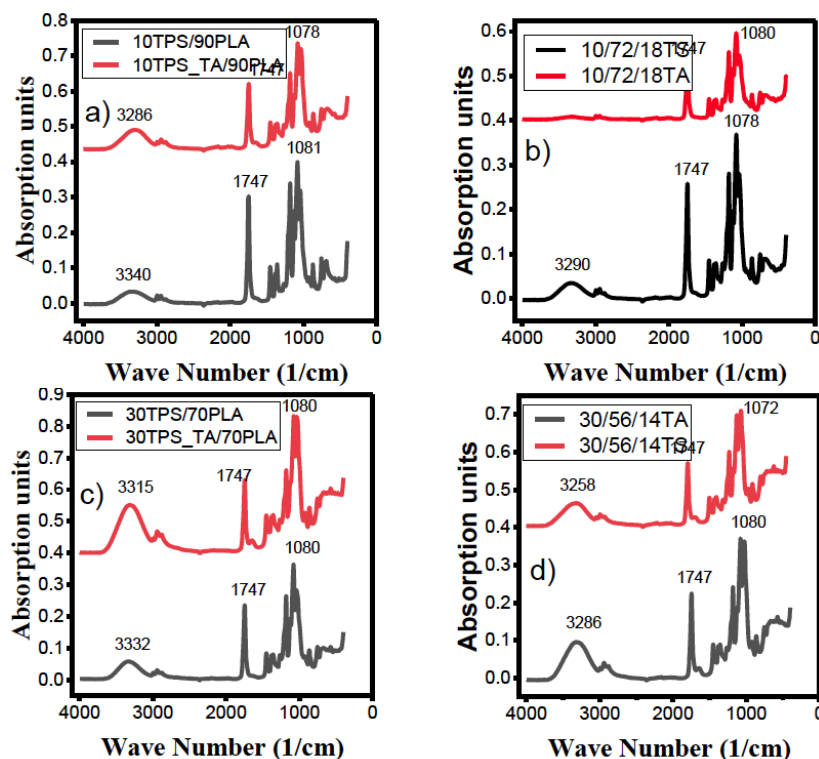 0.8
0.7
0.6
0.5
0.4
0.3
0.2
0.1
0.0
Absorption units
10TPS/90PLA
10TPS_TA/90PLA
1078
1747
3286
a)
1081
1747
3340
4000 3000 2000 1000 0
Wave Number (1/cm)
0.6
0.5
0.4
0.3
0.2
0.1
0.0
Absorption units
10/72/18TS
10/72/18TA
1080
1747
b)
1078
1747
3290
4000 3000 2000 1000 0
Wave Number (1/cm)
0.9
0.8
0.7
0.6
0.5
0.4
0.3
0.2
0.1
0.0
Absorption units
30TPS/70PLA
30TPS_TA/70PLA
1080
1747
3315
c)
1080
1747
3332
4000 3000 2000 1000 0
Wave Number (1/cm)
0.7
0.6
0.5
0.4
0.3
0.2
0.1
0.0
Absorption units
30/56/14TA
30/56/14TS
1072
1747
3258
d)
1080
1747
3286
4000 3000 2000 1000 0
Wave Number (1/cm)